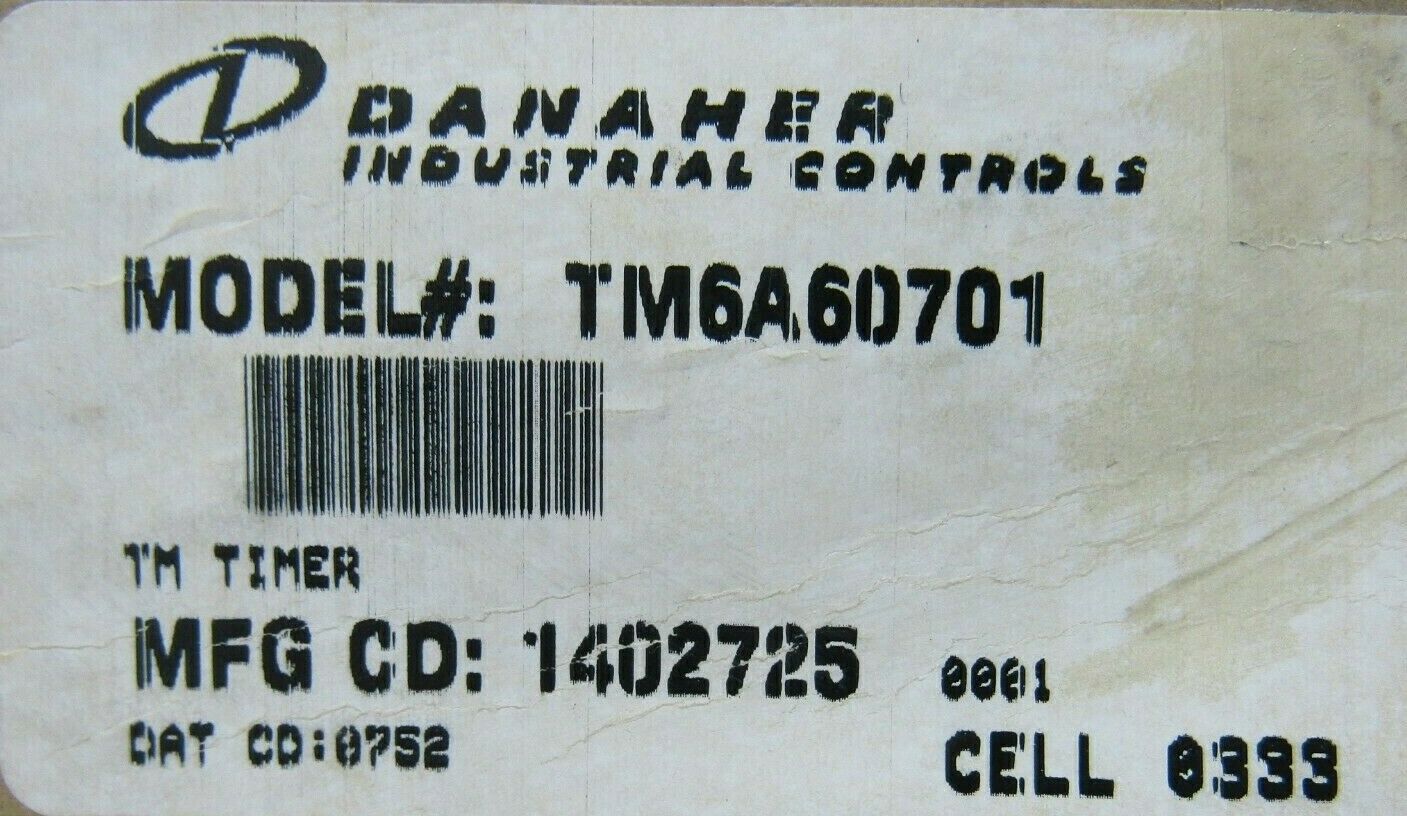 DANAHER
INDUSTRIAL CONTROLS
MODEL#: TM6A60701
TM TIMER
MFG CD: 1402725
0001
DAT CD:0752
CELL 0333